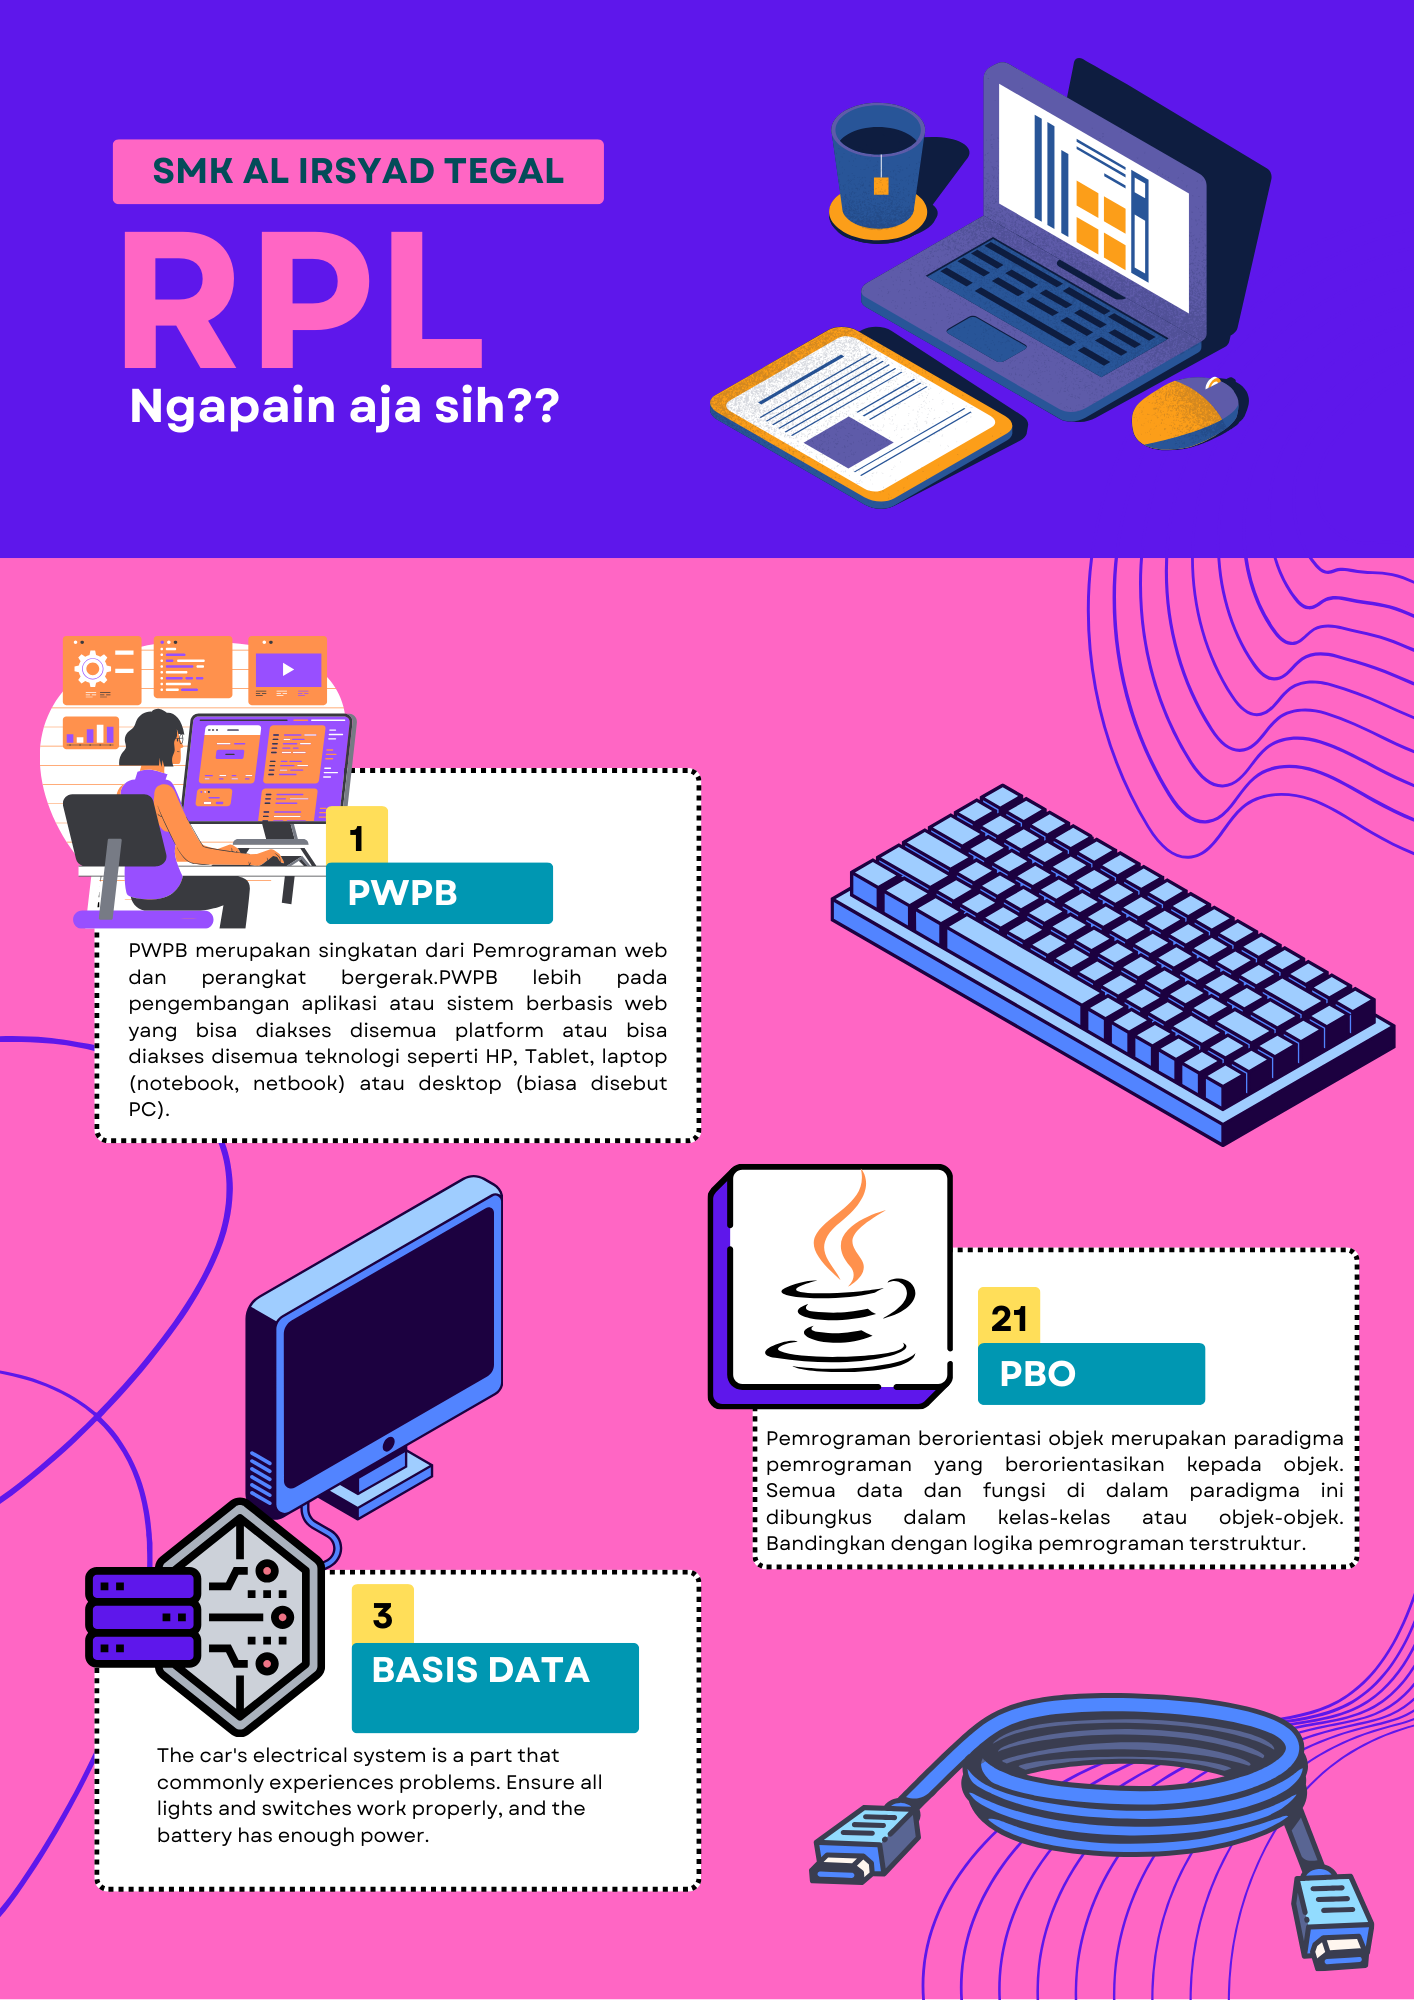 SMK AL IRSYAD TEGAL
RPL
Ngapain aja sih??
1
PWPB
PWPB merupakan singkatan dari Pemrograman web
dan perangkat bergerak.PWPB lebih pada
pengembangan aplikasi atau sistem berbasis web
yang bisa diakses disemua platform atau bisa
diakses disemua teknologi seperti HP, Tablet, laptop
(notebook, netbook) atau desktop (biasa disebut
PC).
21
PBO
Pemrograman berorientasi objek merupakan paradigma
pemrograman yang berorientasikan kepada objek.
Semua data dan fungsi di dalam paradigma ini
dibungkus dalam kelas-kelas atau objek-objek.
Bandingkan dengan logika pemrograman terstruktur.
3
BASIS DATA
The car's electrical system is a part that
commonly experiences problems. Ensure all
lights and switches work properly, and the
battery has enough power.